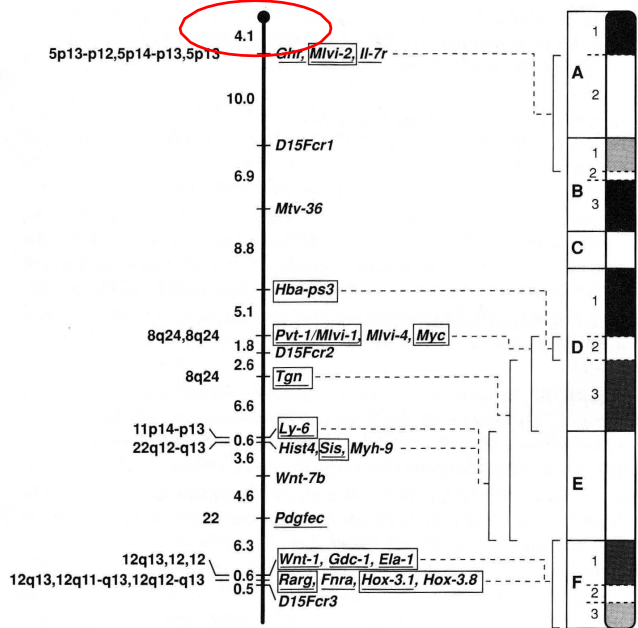 4.1
5p13-p12,5p14-p13,5p13 Ghr, Mlvi-2, Il-7r
10.0
D15Fcr1
6.9
Mtv-36
8.8
Hba-ps3
5.1
8q24,8q24 Pvt-1/Mlvi-1, Mlvi-4, Myc
1.8
D15Fcr2
2.6
8q24 Tgn
6.6
11p14-p13 Ly-6
0.6
22q12-q13 Hist4, Sis, Myh-9
3.6
Wnt-7b
4.6
22 Pdgfec
6.3
12q13,12,12 Wnt-1, Gdc-1, Ela-1
0.6
12q13,12q11-q13,12q12-q13 Rarg, Fnra, Hox-3.1, Hox-3.8
0.5
D15Fcr3
A
1
2
B
1
2
3
C
D
1
2
3
E
F
1
2
3